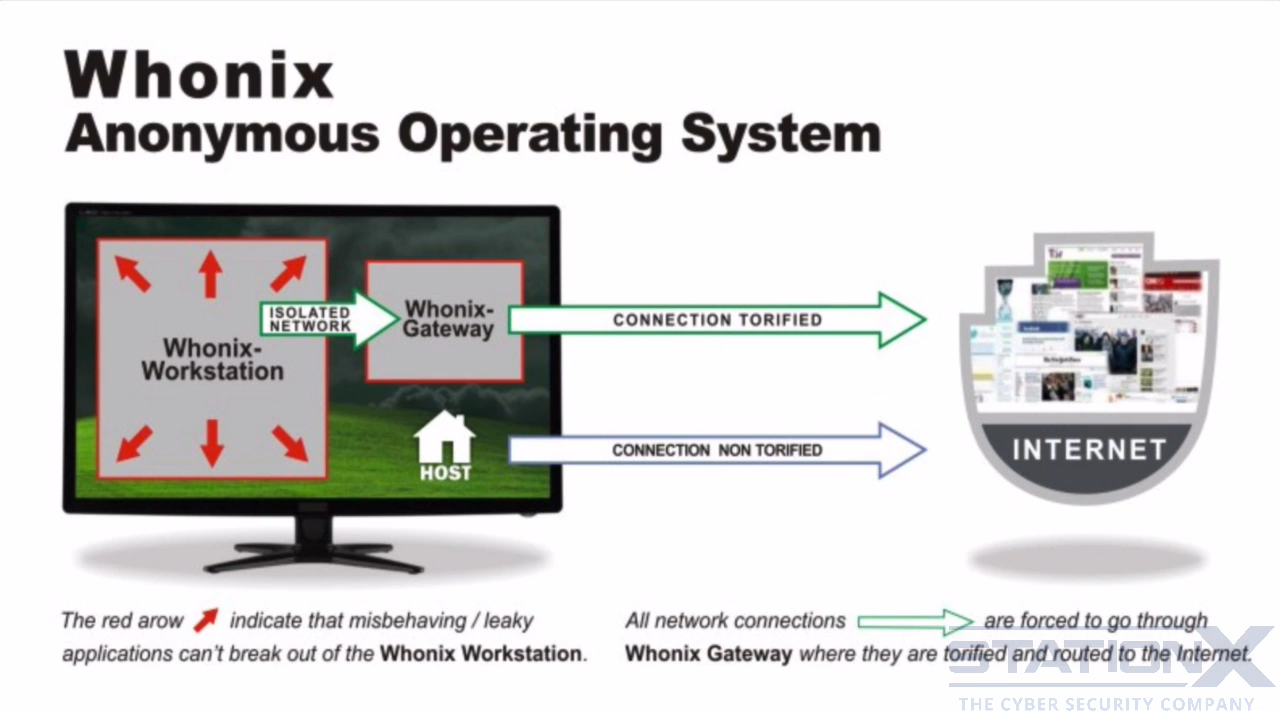 Whonix
Anonymous Operating System
Whonix-
Workstation
ISOLATED
NETWORK
Whonix-
Gateway
CONNECTION TORIFIED
HOST
CONNECTION NON TORIFIED
Tor
INTERNET
The red arow indicate that misbehaving / leaky
applications can't break out of the Whonix Workstation.
All network connections are forced to go through
Whonix Gateway where they are torified and routed to the Internet.
STATIONX
THE CYBER SECURITY COMPANY